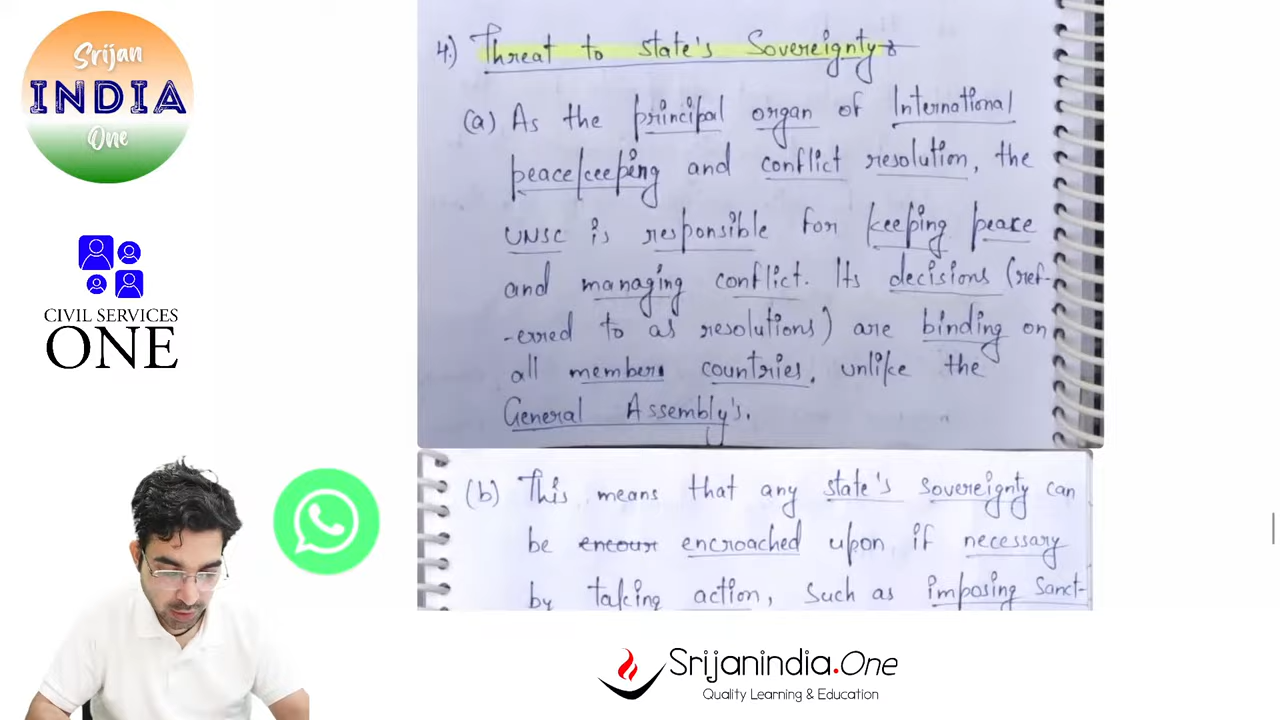 Srijan
INDIA
One
CIVIL SERVICES
ONE
4.) Threat to state's Sovereignty:
(a) As the principal organ of International
peacekeeping and conflict resolution, the
UNSC is responsible for keeping peace
and managing conflict. Its decisions (ref-
-erred to as resolutions) are binding on
all member countries, unlike the
General Assembly's.
(b) This means that any state's sovereignty can
be encour encroached upon if necessary
by taking action, such as imposing sanct-
Srijanindia.One
Quality Learning & Education